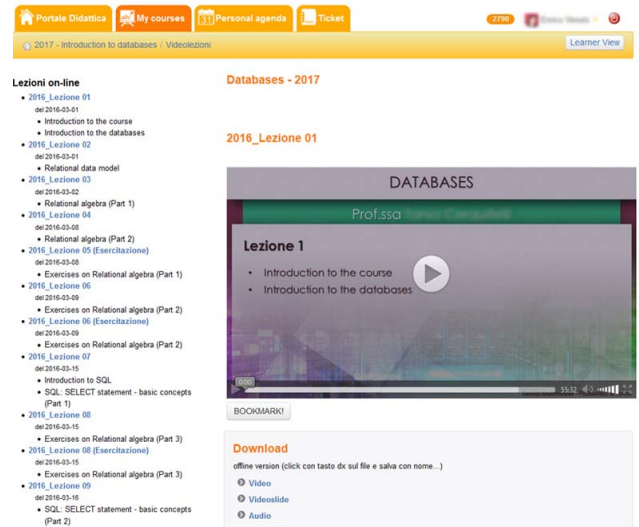 Portale Didattica
My courses
31 Personal agenda
Ticket
2790
2017 - Introduction to databases / Videolezioni
Learner View
Lezioni on-line
2016_Lezione 01
del 2016-03-01
Introduction to the course
Introduction to the databases
2016_Lezione 02
del 2016-03-01
Relational data model
2016_Lezione 03
del 2016-03-02
Relational algebra (Part 1)
2016_Lezione 04
del 2016-03-08
Relational algebra (Part 2)
2016_Lezione 05 (Esercitazione)
del 2016-03-08
Exercises on Relational algebra (Part 1)
2016_Lezione 06
del 2016-03-09
Exercises on Relational algebra (Part 2)
2016_Lezione 06 (Esercitazione)
del 2016-03-09
Exercises on Relational algebra (Part 2)
2016_Lezione 07
del 2016-03-15
Introduction to SQL
SQL: SELECT statement - basic concepts
(Part 1)
2016_Lezione 08
del 2016-03-15
Exercises on Relational algebra (Part 3)
2016_Lezione 08 (Esercitazione)
del 2016-03-15
Exercises on Relational algebra (Part 3)
2016_Lezione 09
del 2016-03-16
SQL: SELECT statement - basic concepts
(Part 2)
Databases - 2017
2016_Lezione 01
DATABASES
Prof.ssa
Lezione 1
Introduction to the course
Introduction to the databases
0:00
55:32
BOOKMARK!
Download
offline version (click con tasto dx sul file e salva con nome...)
Video
Videoslide
Audio